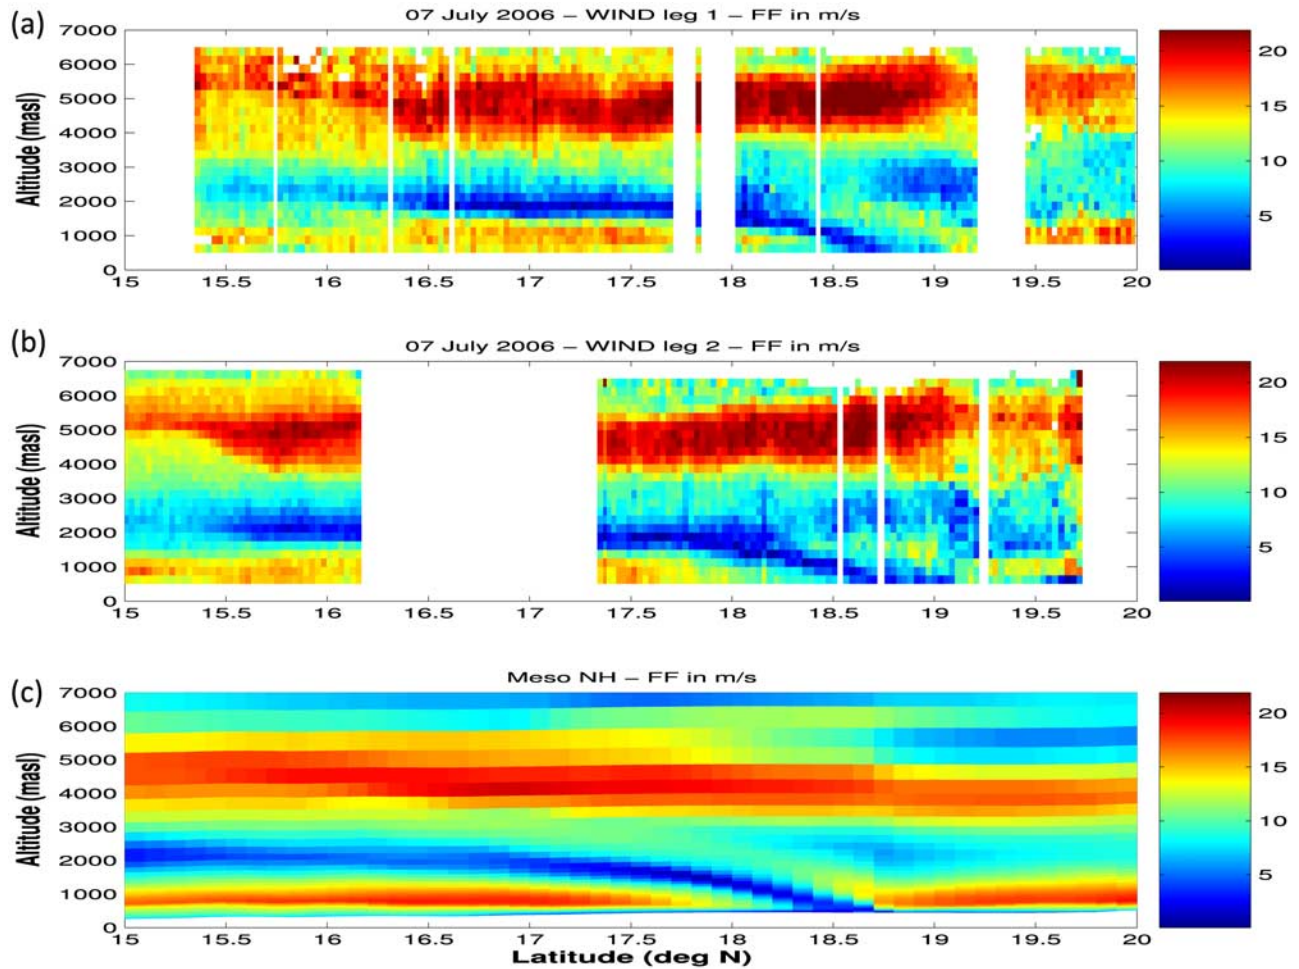 (a)
07 July 2006 – WIND leg 1 – FF in m/s
Altitude (masl)
7000
6000
5000
4000
3000
2000
1000
0
15 15.5 16 16.5 17 17.5 18 18.5 19 19.5 20
20
15
10
5
(b)
07 July 2006 – WIND leg 2 – FF in m/s
Altitude (masl)
7000
6000
5000
4000
3000
2000
1000
0
15 15.5 16 16.5 17 17.5 18 18.5 19 19.5 20
20
15
10
5
(c)
Meso NH – FF in m/s
Altitude (masl)
7000
6000
5000
4000
3000
2000
1000
0
15 15.5 16 16.5 17 17.5 18 18.5 19 19.5 20
Latitude (deg N)
20
15
10
5